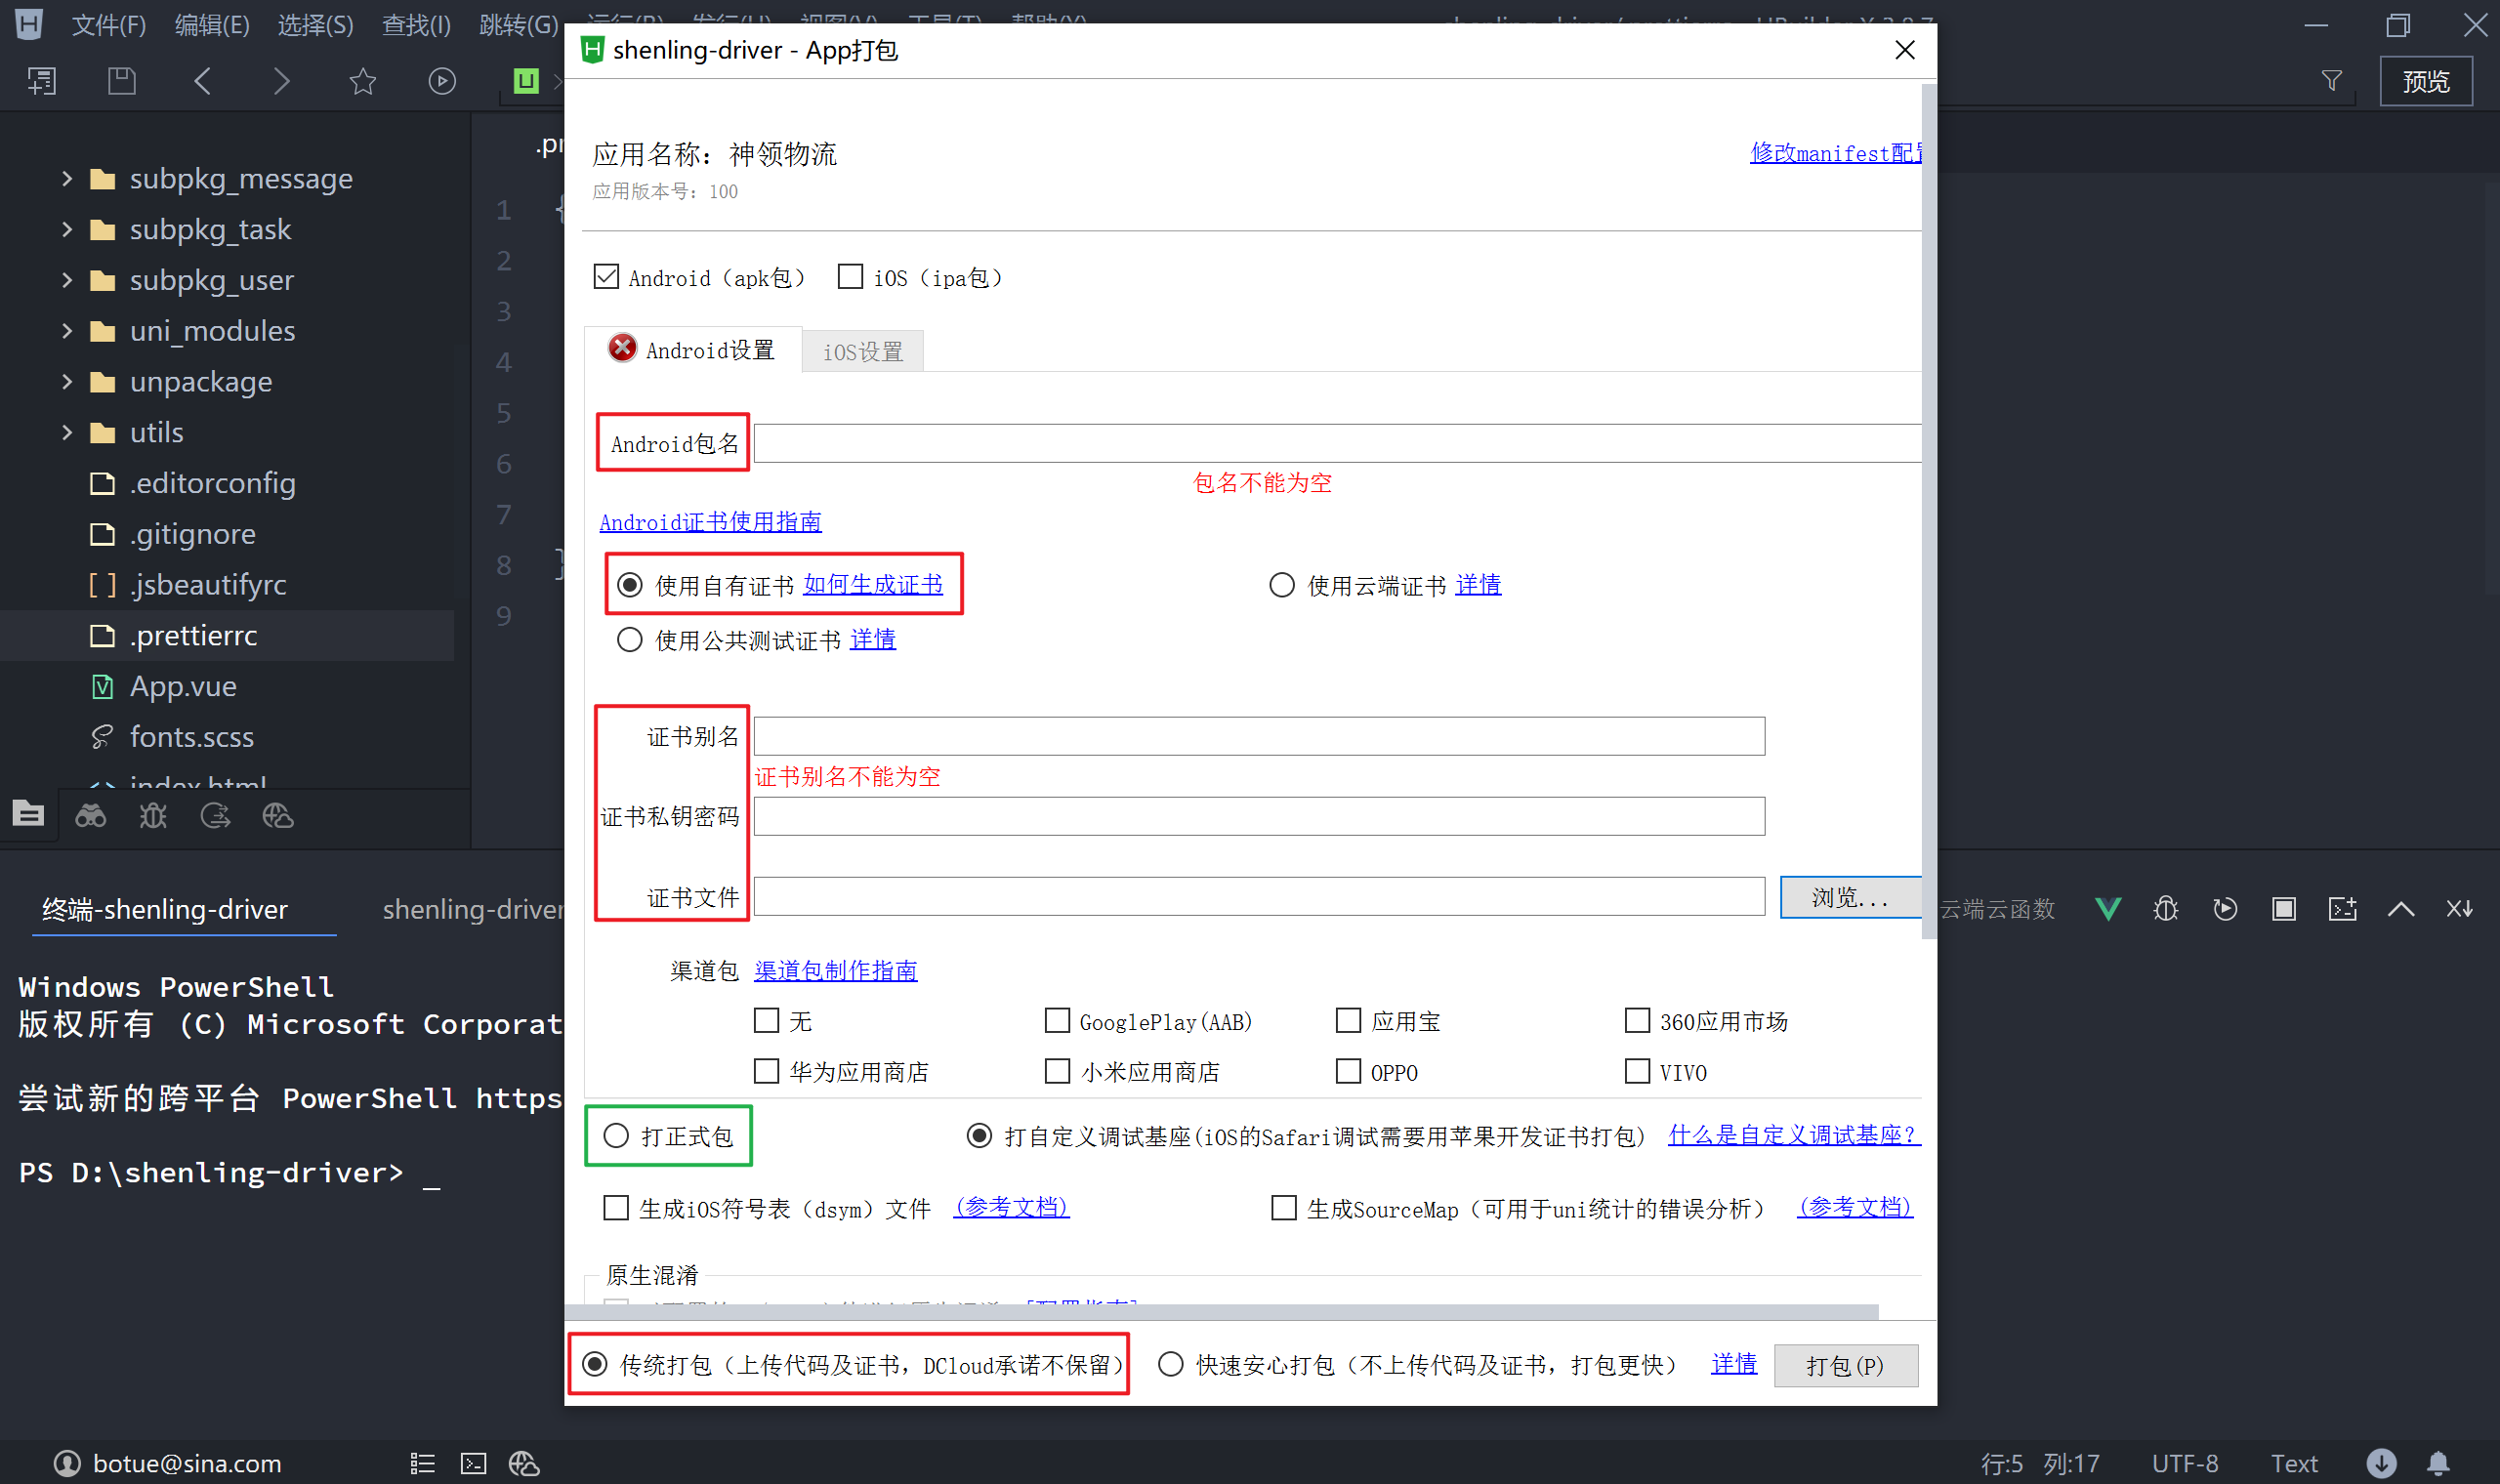 文件(F) 编辑(E) 选择(S) 查找(I) 跳转(G)
shenling-driver - App打包
U
预览
应用名称：神领物流
修改manifest配置
应用版本号：100
Android（apk包） iOS（ipa包）
Android设置 iOS设置
Android包名
包名不能为空
Android证书使用指南
使用自有证书 如何生成证书 使用云端证书 详情
使用公共测试证书 详情
证书别名
证书别名不能为空
证书私钥密码
证书文件 浏览...
渠道包 渠道包制作指南
无 GooglePlay(AAB) 应用宝 360应用市场
华为应用商店 小米应用商店 OPPO VIVO
打正式包 打自定义调试基座(iOS的Safari调试需要用苹果开发证书打包) 什么是自定义调试基座?
生成iOS符号表（dsym）文件 (参考文档) 生成SourceMap（可用于uni统计的错误分析） (参考文档)
原生混淆
传统打包（上传代码及证书，DCloud承诺不保留） 快速安心打包（不上传代码及证书，打包更快） 详情 打包(P)
subpkg_message
subpkg_task
subpkg_user
uni_modules
unpackage
utils
.editorconfig
.gitignore
.jsbeautifyrc
.prettierrc
App.vue
fonts.scss
index.html
.pr
1 {
2
3
4
5
6
7
8 }
9
终端-shenling-driver shenling-driver
云端云函数
Windows PowerShell
版权所有 (C) Microsoft Corporat
尝试新的跨平台 PowerShell https
PS D:\shenling-driver> _
botue@sina.com
行:5 列:17 UTF-8 Text